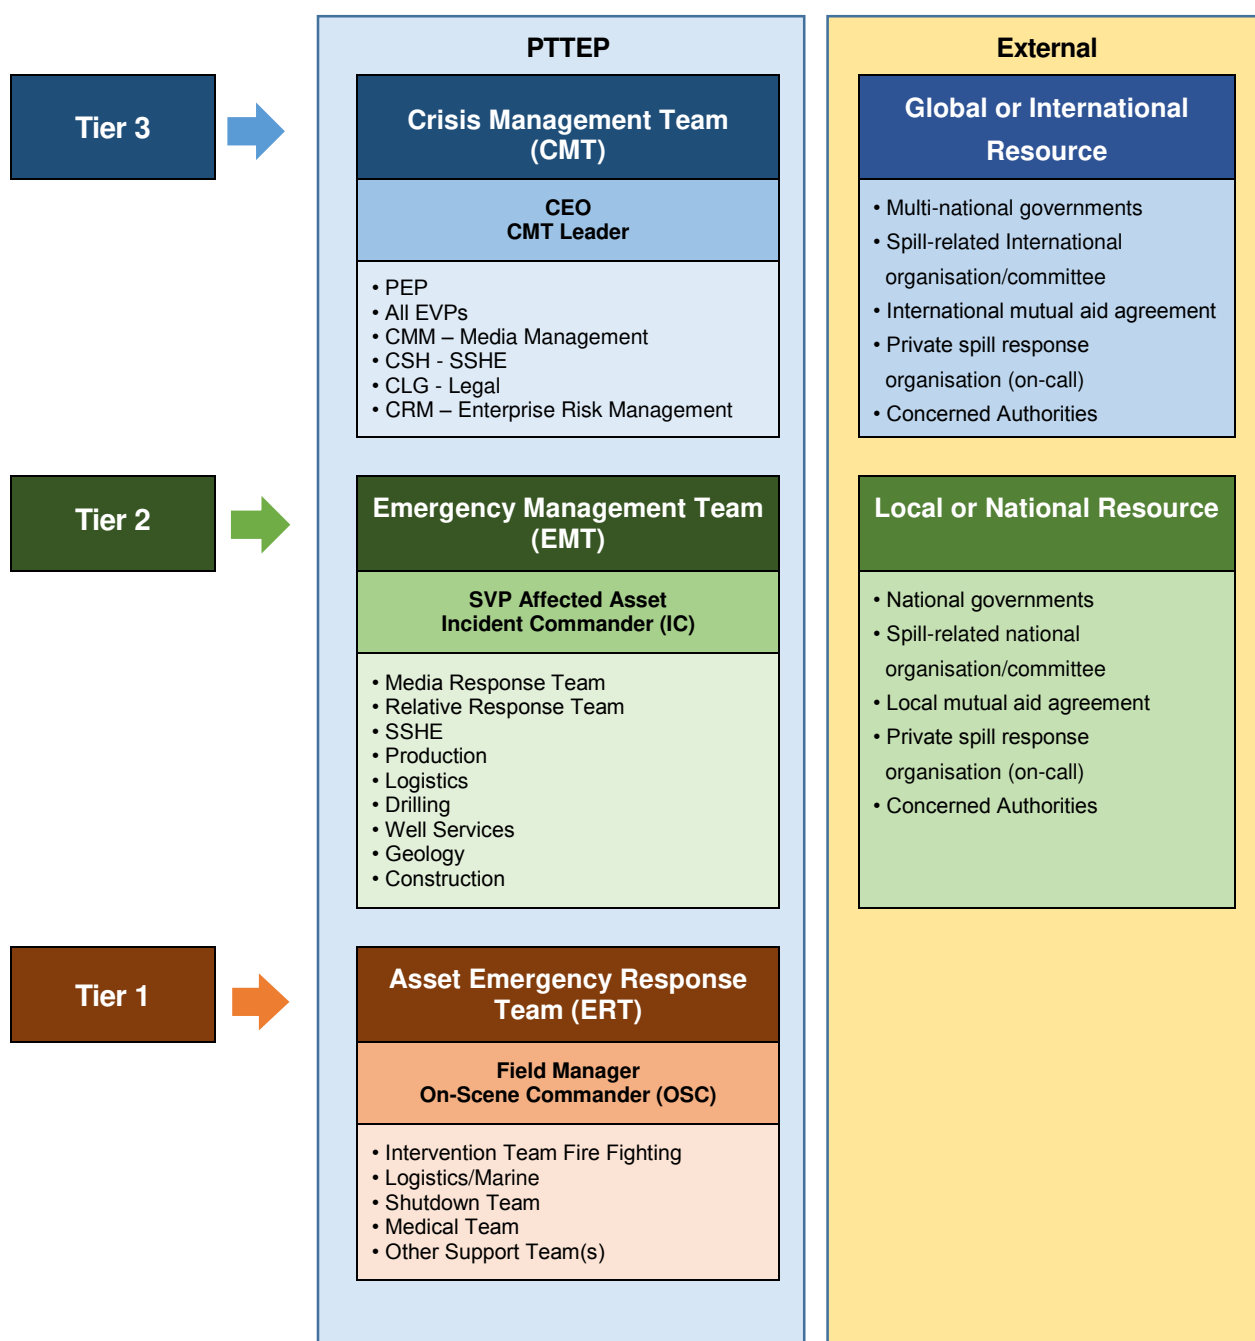 PTTEP
External
Tier 3
Crisis Management Team
(CMT)
CEO
CMT Leader
• PEP
• All EVPs
• CMM – Media Management
• CSH - SSHE
• CLG - Legal
• CRM – Enterprise Risk Management
Global or International
Resource
• Multi-national governments
• Spill-related International
organisation/committee
• International mutual aid agreement
• Private spill response
organisation (on-call)
• Concerned Authorities
Tier 2
Emergency Management Team
(EMT)
SVP Affected Asset
Incident Commander (IC)
• Media Response Team
• Relative Response Team
• SSHE
• Production
• Logistics
• Drilling
• Well Services
• Geology
• Construction
Local or National Resource
• National governments
• Spill-related national
organisation/committee
• Local mutual aid agreement
• Private spill response
organisation (on-call)
• Concerned Authorities
Tier 1
Asset Emergency Response
Team (ERT)
Field Manager
On-Scene Commander (OSC)
• Intervention Team Fire Fighting
• Logistics/Marine
• Shutdown Team
• Medical Team
• Other Support Team(s)